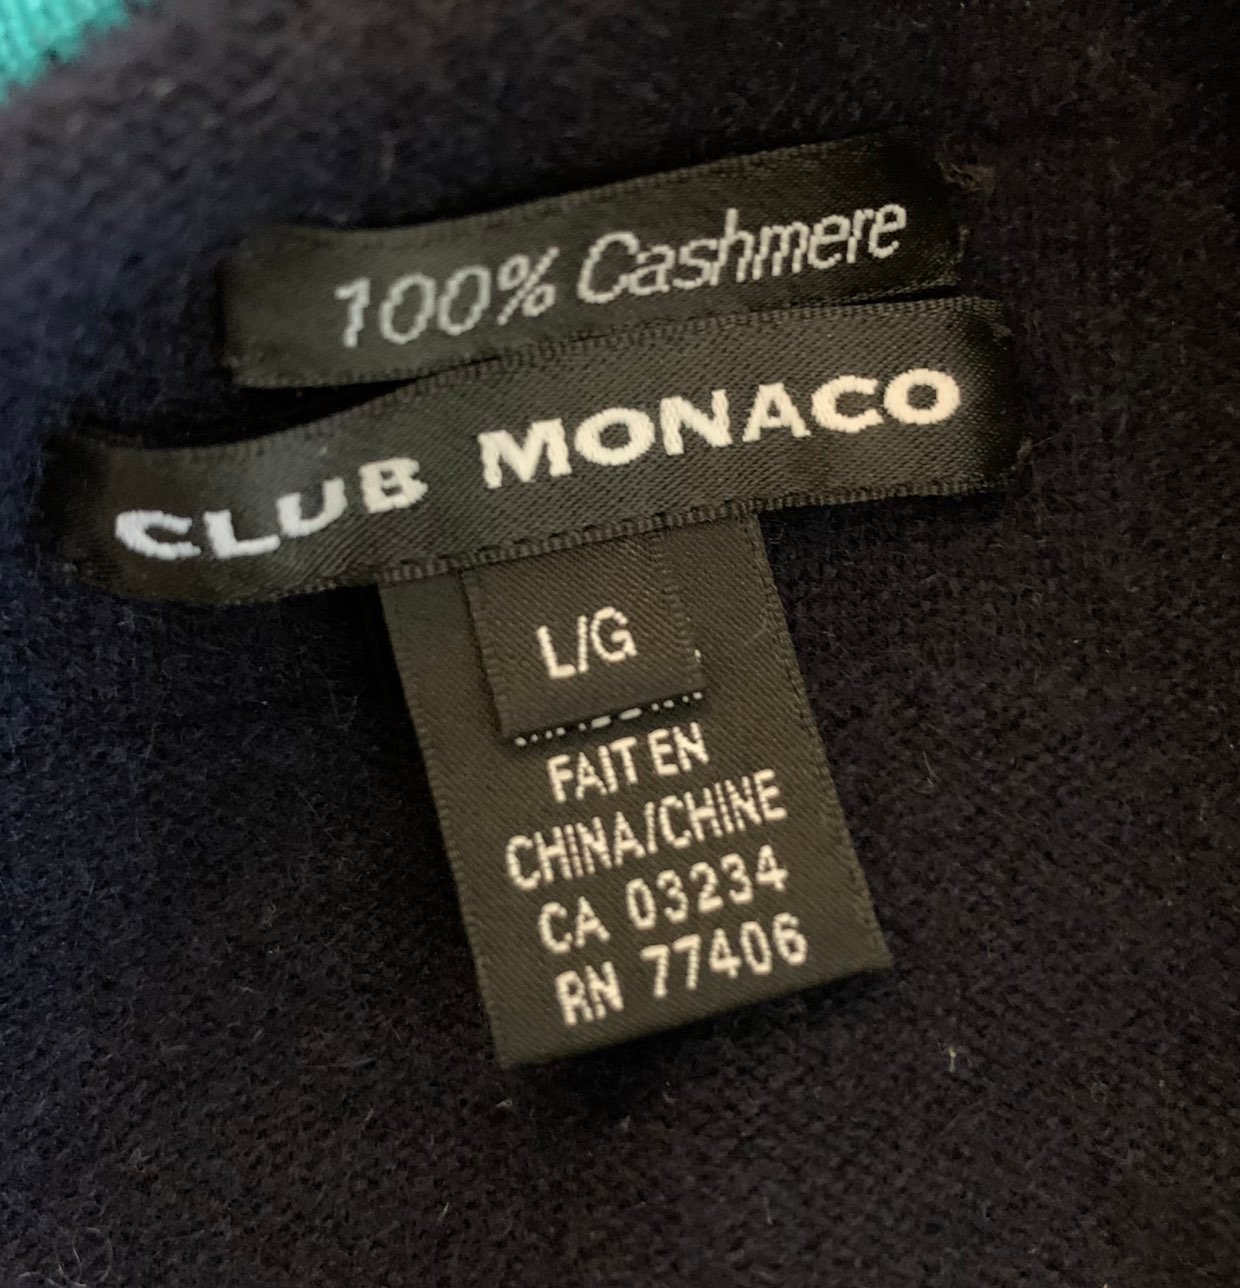 100% Cashmere
CLUB MONACO
L/G
FAIT EN
CHINA/CHINE
CA 03234
RN 77406